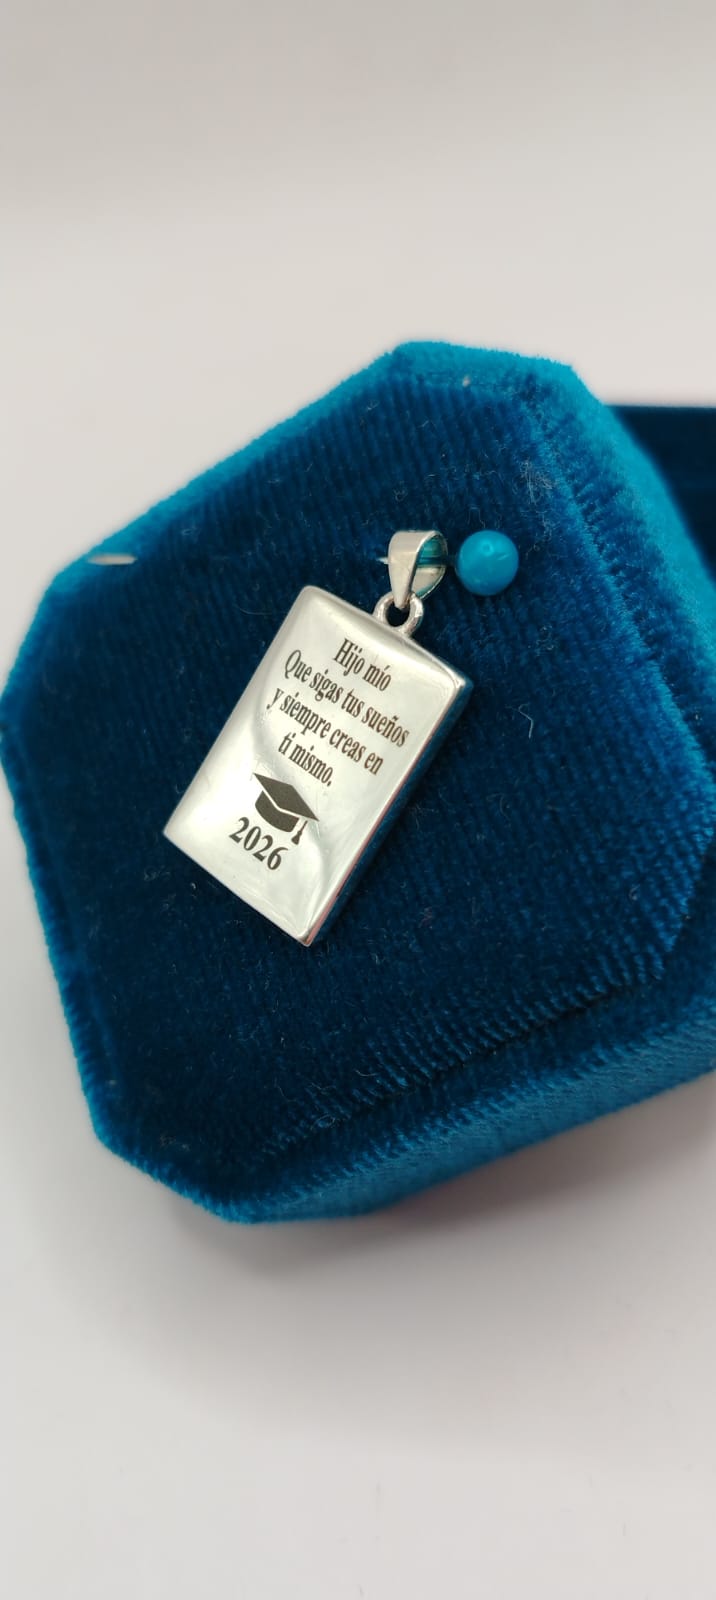 Hijo mío
Que sigas tus sueños
y siempre creas en
ti mismo.
2026